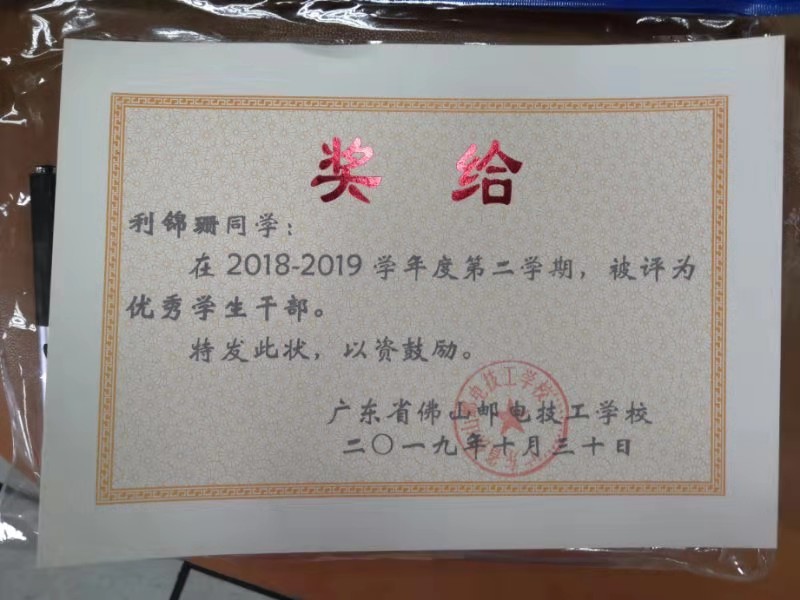 奖给
利锦珊同学：
在2018-2019学年度第二学期，被评为
优秀学生干部。
特发此状，以资鼓励。
广东省佛山邮电技工学校
二〇一九年十月三十日